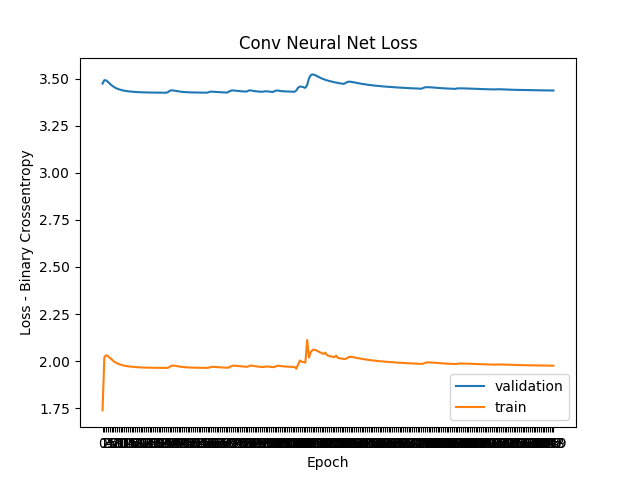 Conv Neural Net Loss
Loss - Binary Crossentropy
3.50
3.25
3.00
2.75
2.50
2.25
2.00
1.75
validation
train
Epoch